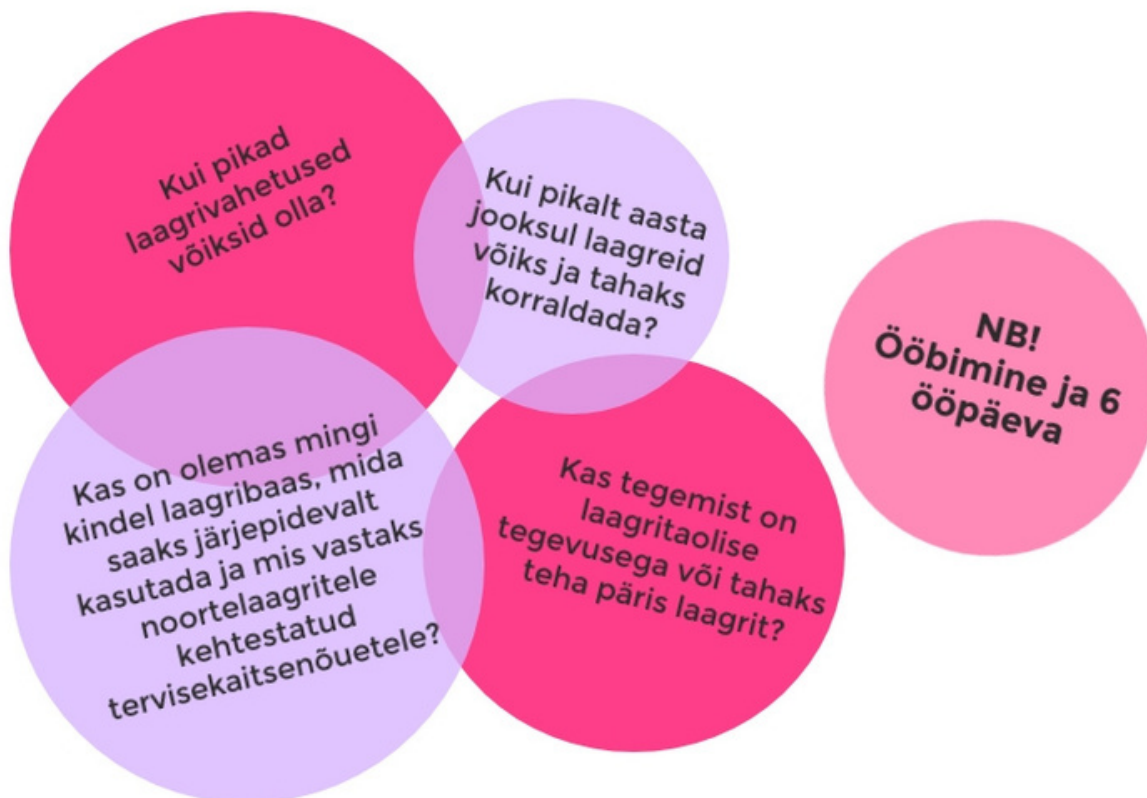 Kui pikad
laagrivahetused
võiksid olla?
Kui pikalt aasta
jooksul laagreid
võiks ja tahaks
korraldada?
NB!
Ööbimine ja 6
ööpäeva
Kas on olemas mingi
kindel laagribaas, mida
saaks järjepidevalt
kasutada ja mis vastaks
noortelaagritele
kehtestatud
tervisekaitsenõuetele?
Kas tegemist on
laagritaolise
tegevusega või tahaks
teha päris laagrit?